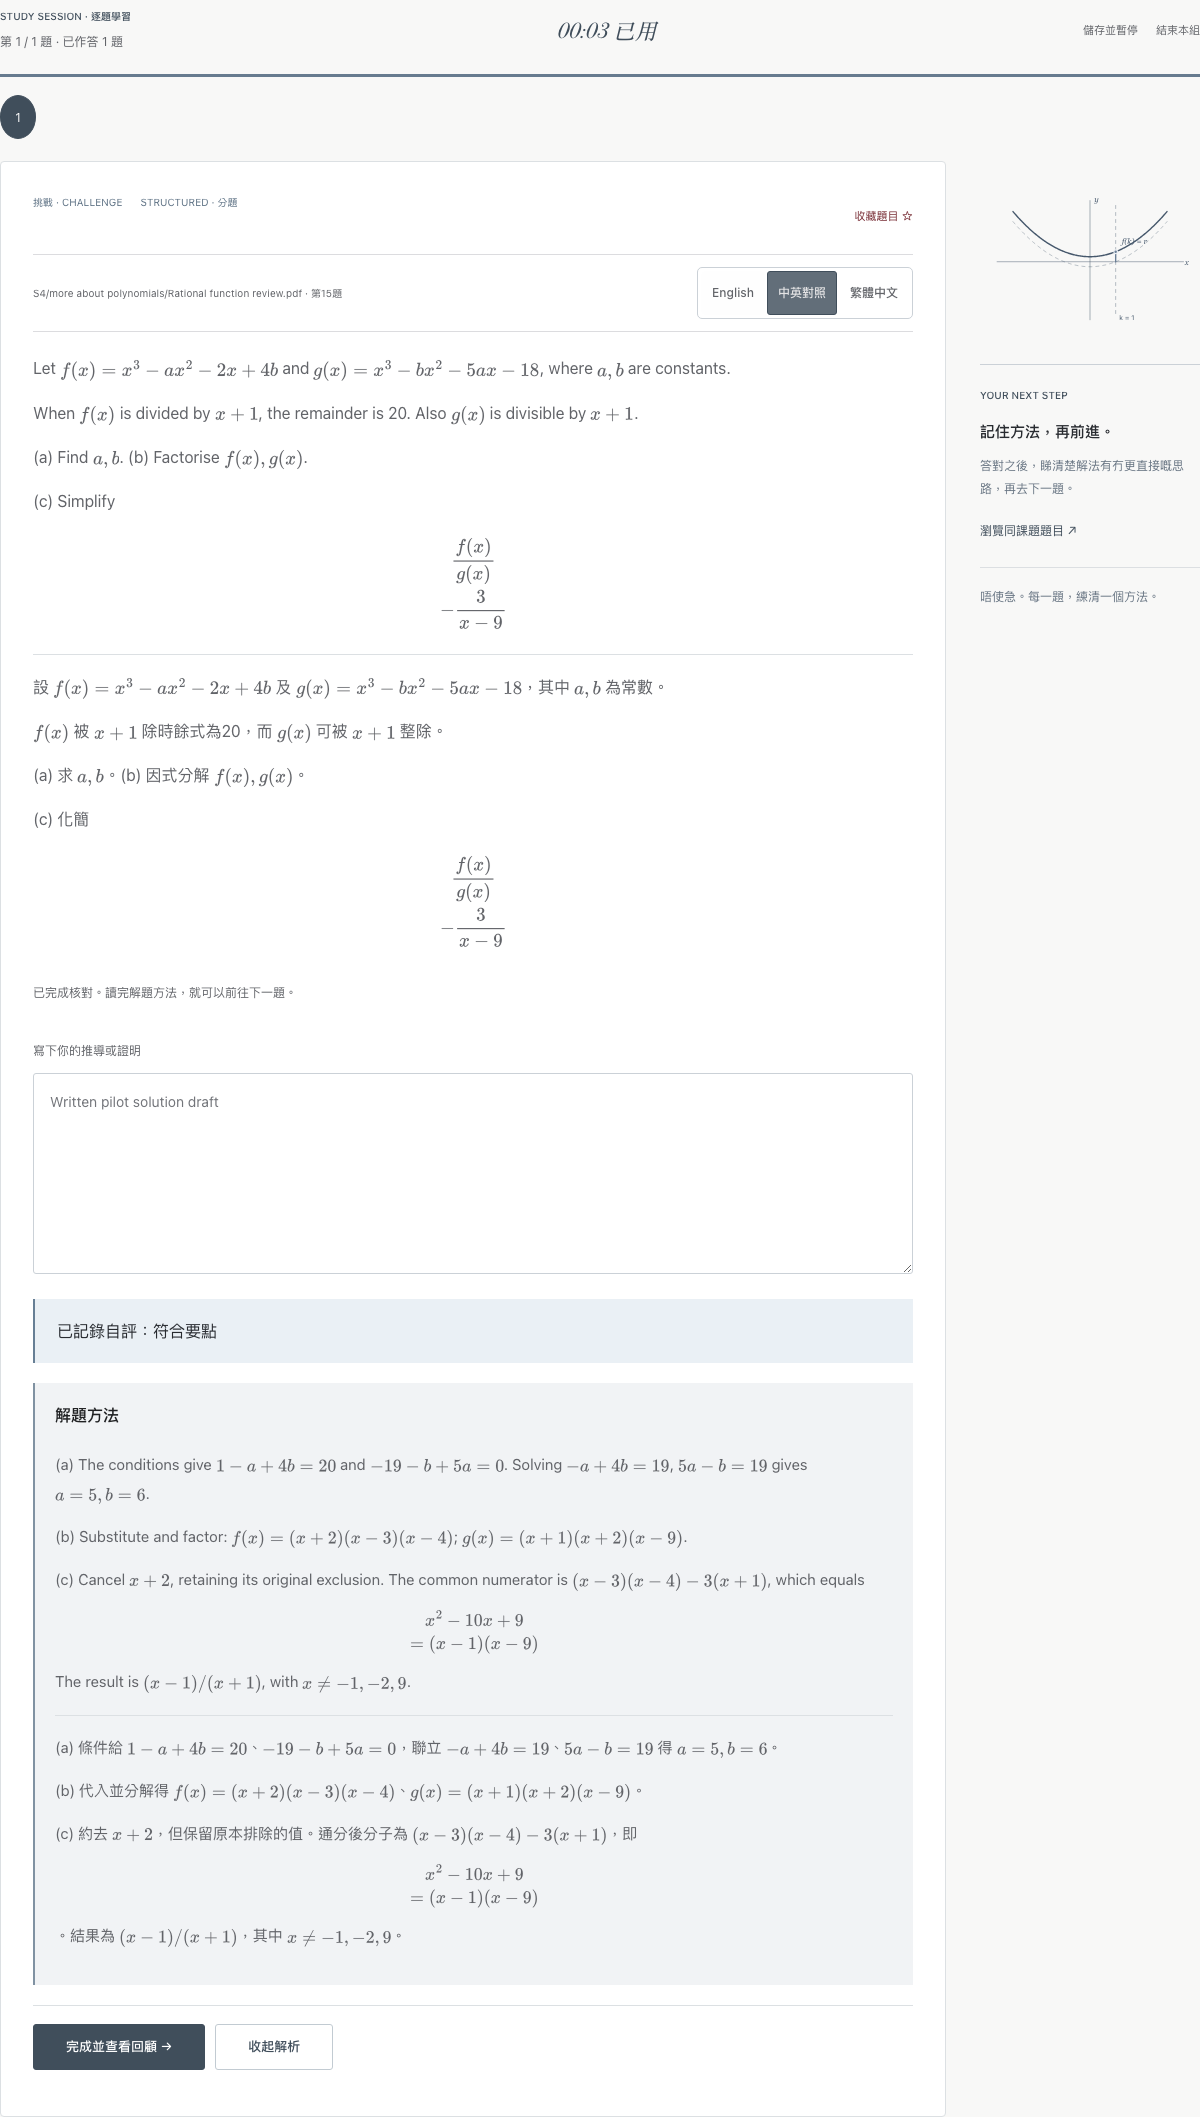 STUDY SESSION · 逐題學習
第 1 / 1 題 · 已作答 1 題
00:03 已用
儲存並暫停 結束本組
1
挑戰 · CHALLENGE STRUCTURED · 分題
收藏題目 ☆
S4/more about polynomials/Rational function review.pdf · 第15題
English 中英對照 繁體中文
Let f(x) = x³ − ax² − 2x + 4b and g(x) = x³ − bx² − 5ax − 18, where a, b are constants.
When f(x) is divided by x + 1, the remainder is 20. Also g(x) is divisible by x + 1.
(a) Find a, b. (b) Factorise f(x), g(x).
(c) Simplify
f(x)
g(x)
− 3
x − 9
設 f(x) = x³ − ax² − 2x + 4b 及 g(x) = x³ − bx² − 5ax − 18，其中 a, b 為常數。
f(x) 被 x + 1 除時餘式為20，而 g(x) 可被 x + 1 整除。
(a) 求 a, b。(b) 因式分解 f(x), g(x)。
(c) 化簡
f(x)
g(x)
− 3
x − 9
已完成核對。讀完解題方法，就可以前往下一題。
寫下你的推導或證明
Written pilot solution draft
已記錄自評：符合要點
解題方法
(a) The conditions give 1 − a + 4b = 20 and −19 − b + 5a = 0. Solving −a + 4b = 19, 5a − b = 19 gives
a = 5, b = 6.
(b) Substitute and factor: f(x) = (x + 2)(x − 3)(x − 4); g(x) = (x + 1)(x + 2)(x − 9).
(c) Cancel x + 2, retaining its original exclusion. The common numerator is (x − 3)(x − 4) − 3(x + 1), which equals
x² − 10x + 9
= (x − 1)(x − 9)
The result is (x − 1)/(x + 1), with x ≠ −1, −2, 9.
(a) 條件給 1 − a + 4b = 20、−19 − b + 5a = 0，聯立 −a + 4b = 19、5a − b = 19 得 a = 5, b = 6。
(b) 代入並分解得 f(x) = (x + 2)(x − 3)(x − 4)、g(x) = (x + 1)(x + 2)(x − 9)。
(c) 約去 x + 2，但保留原本排除的值。通分後分子為 (x − 3)(x − 4) − 3(x + 1)，即
x² − 10x + 9
= (x − 1)(x − 9)
。結果為 (x − 1)/(x + 1)，其中 x ≠ −1, −2, 9。
完成並查看回顧 → 收起解析
y
f(k) = r
x
k = 1
YOUR NEXT STEP
記住方法，再前進。
答對之後，睇清楚解法有冇更直接嘅思
路，再去下一題。
瀏覽同課題題目 ↗
唔使急。每一題，練清一個方法。